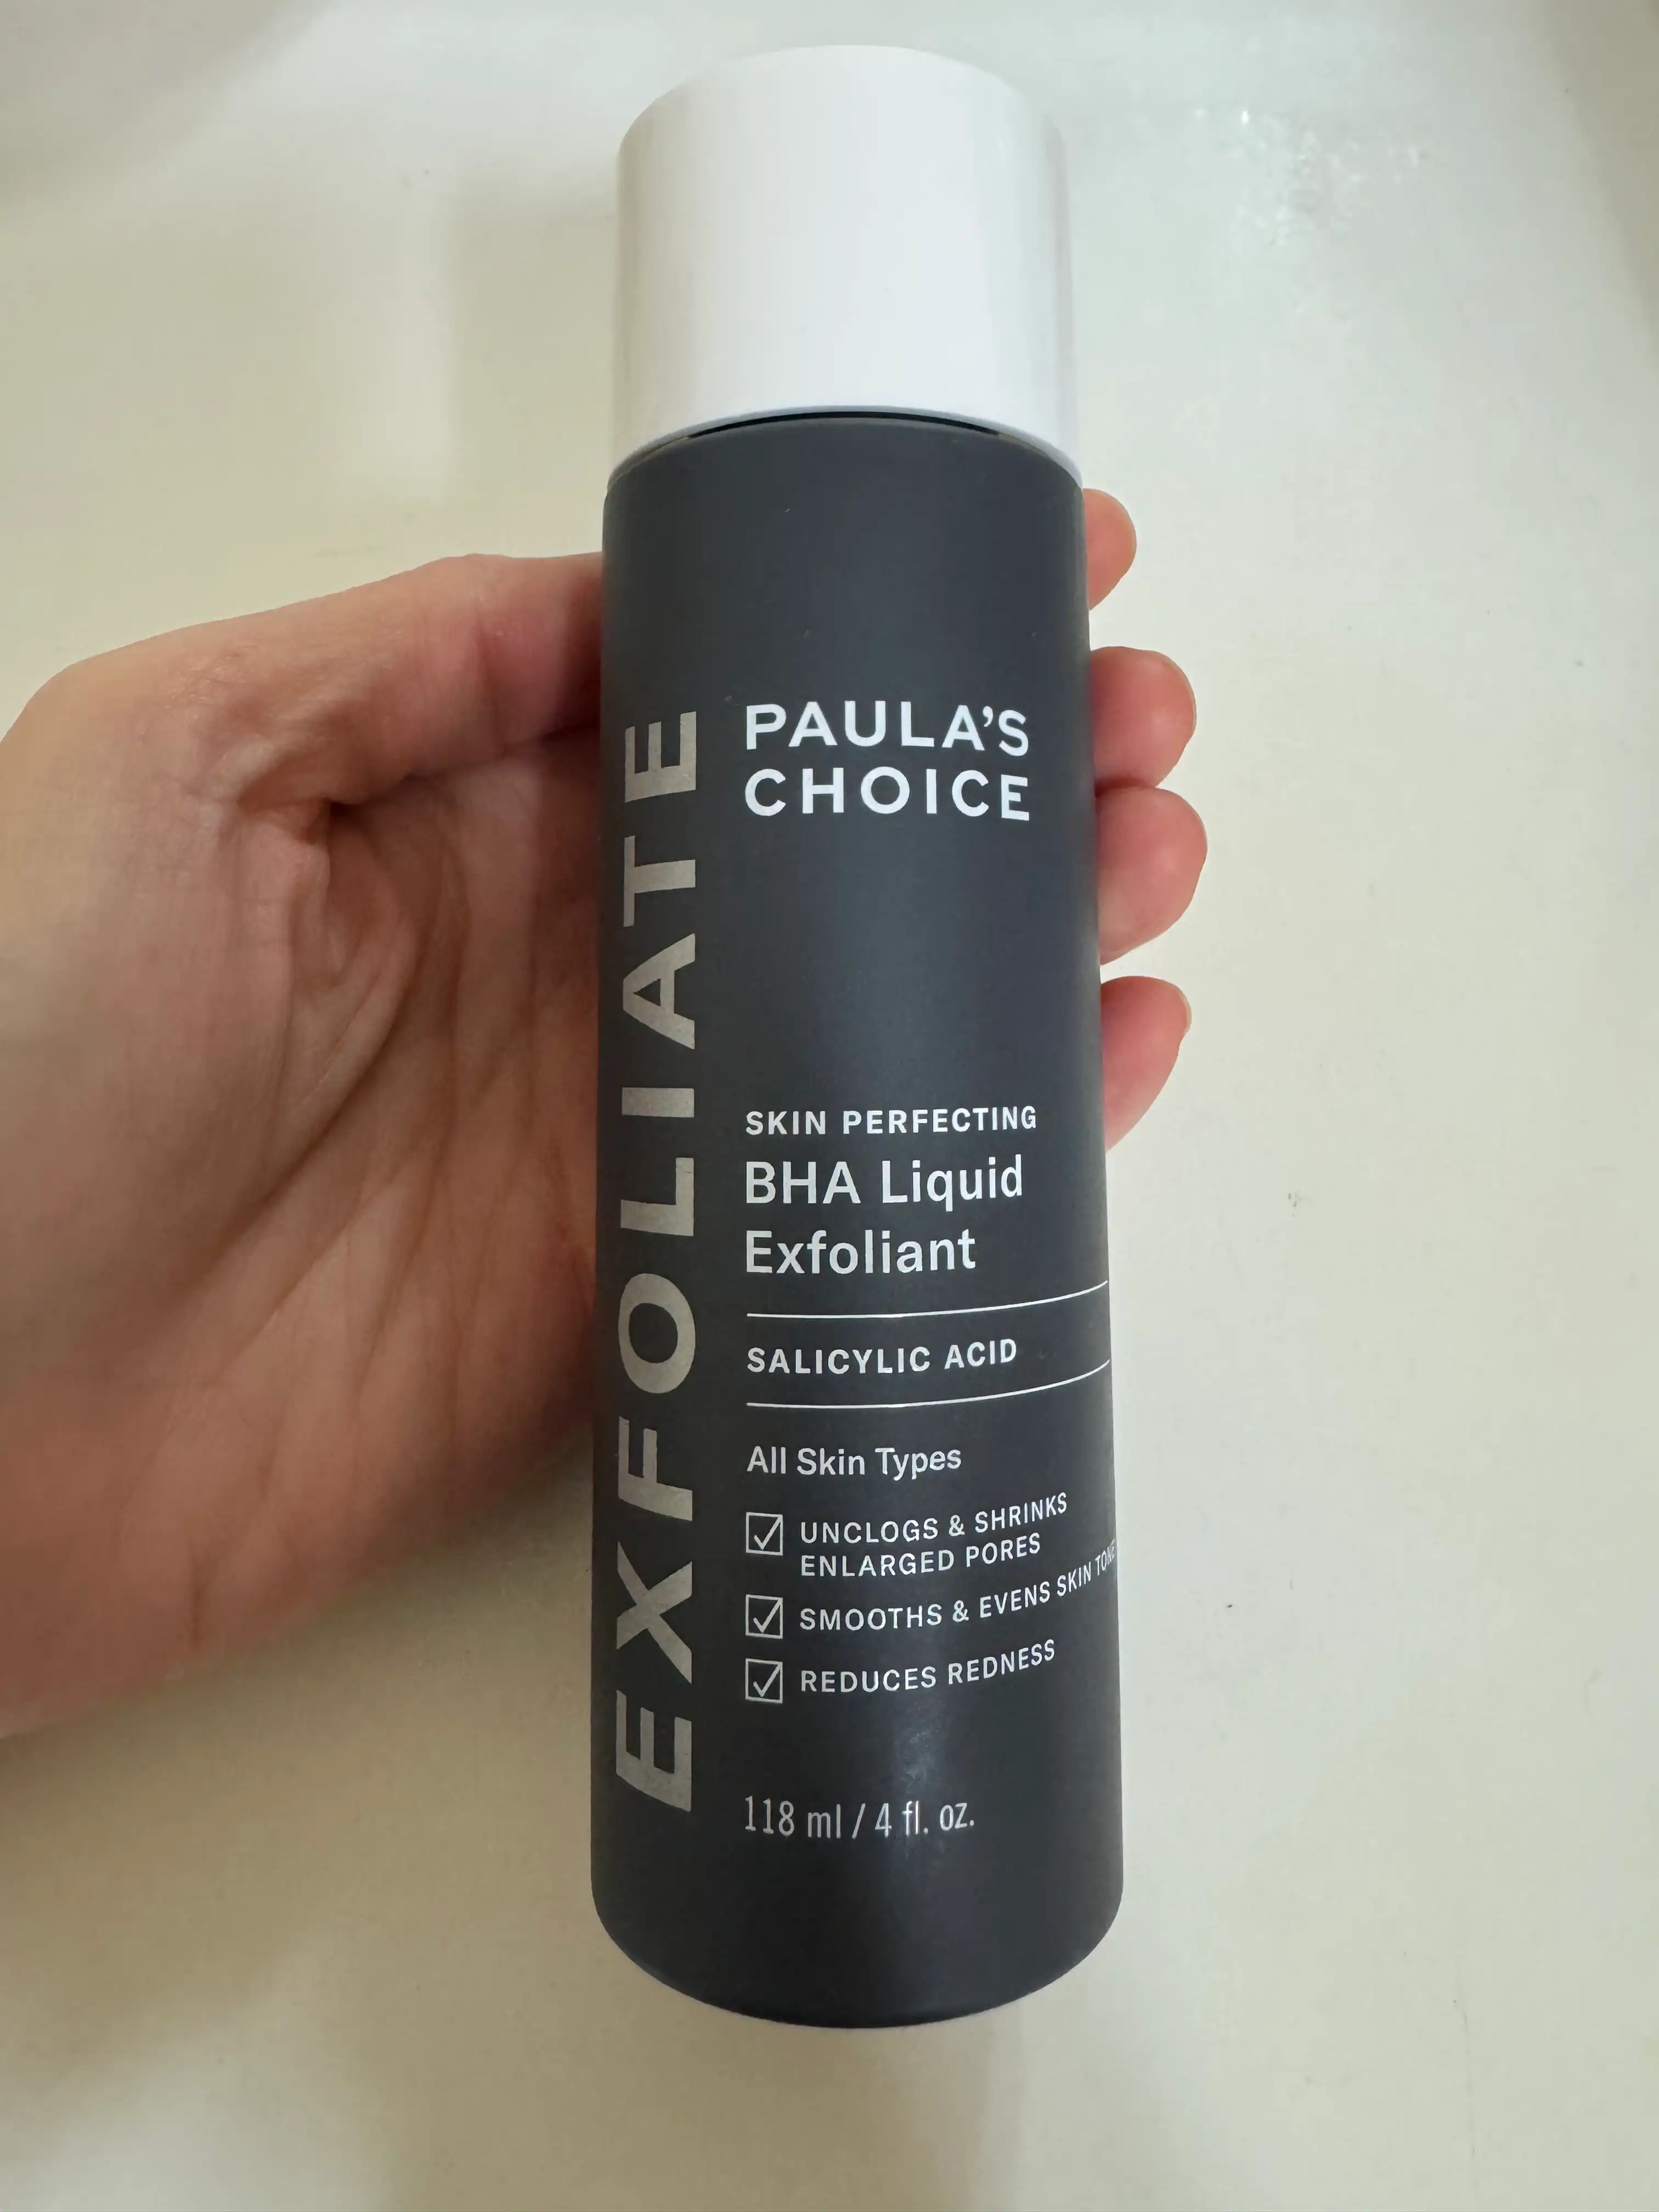 EXFOLIATE
PAULA'S
CHOICE
SKIN PERFECTING
BHA Liquid
Exfoliant
SALICYLIC ACID
All Skin Types
UNCLOGS & SHRINKS
ENLARGED PORES
SMOOTHS & EVENS SKIN TONE
REDUCES REDNESS
118 ml / 4 fl. oz.